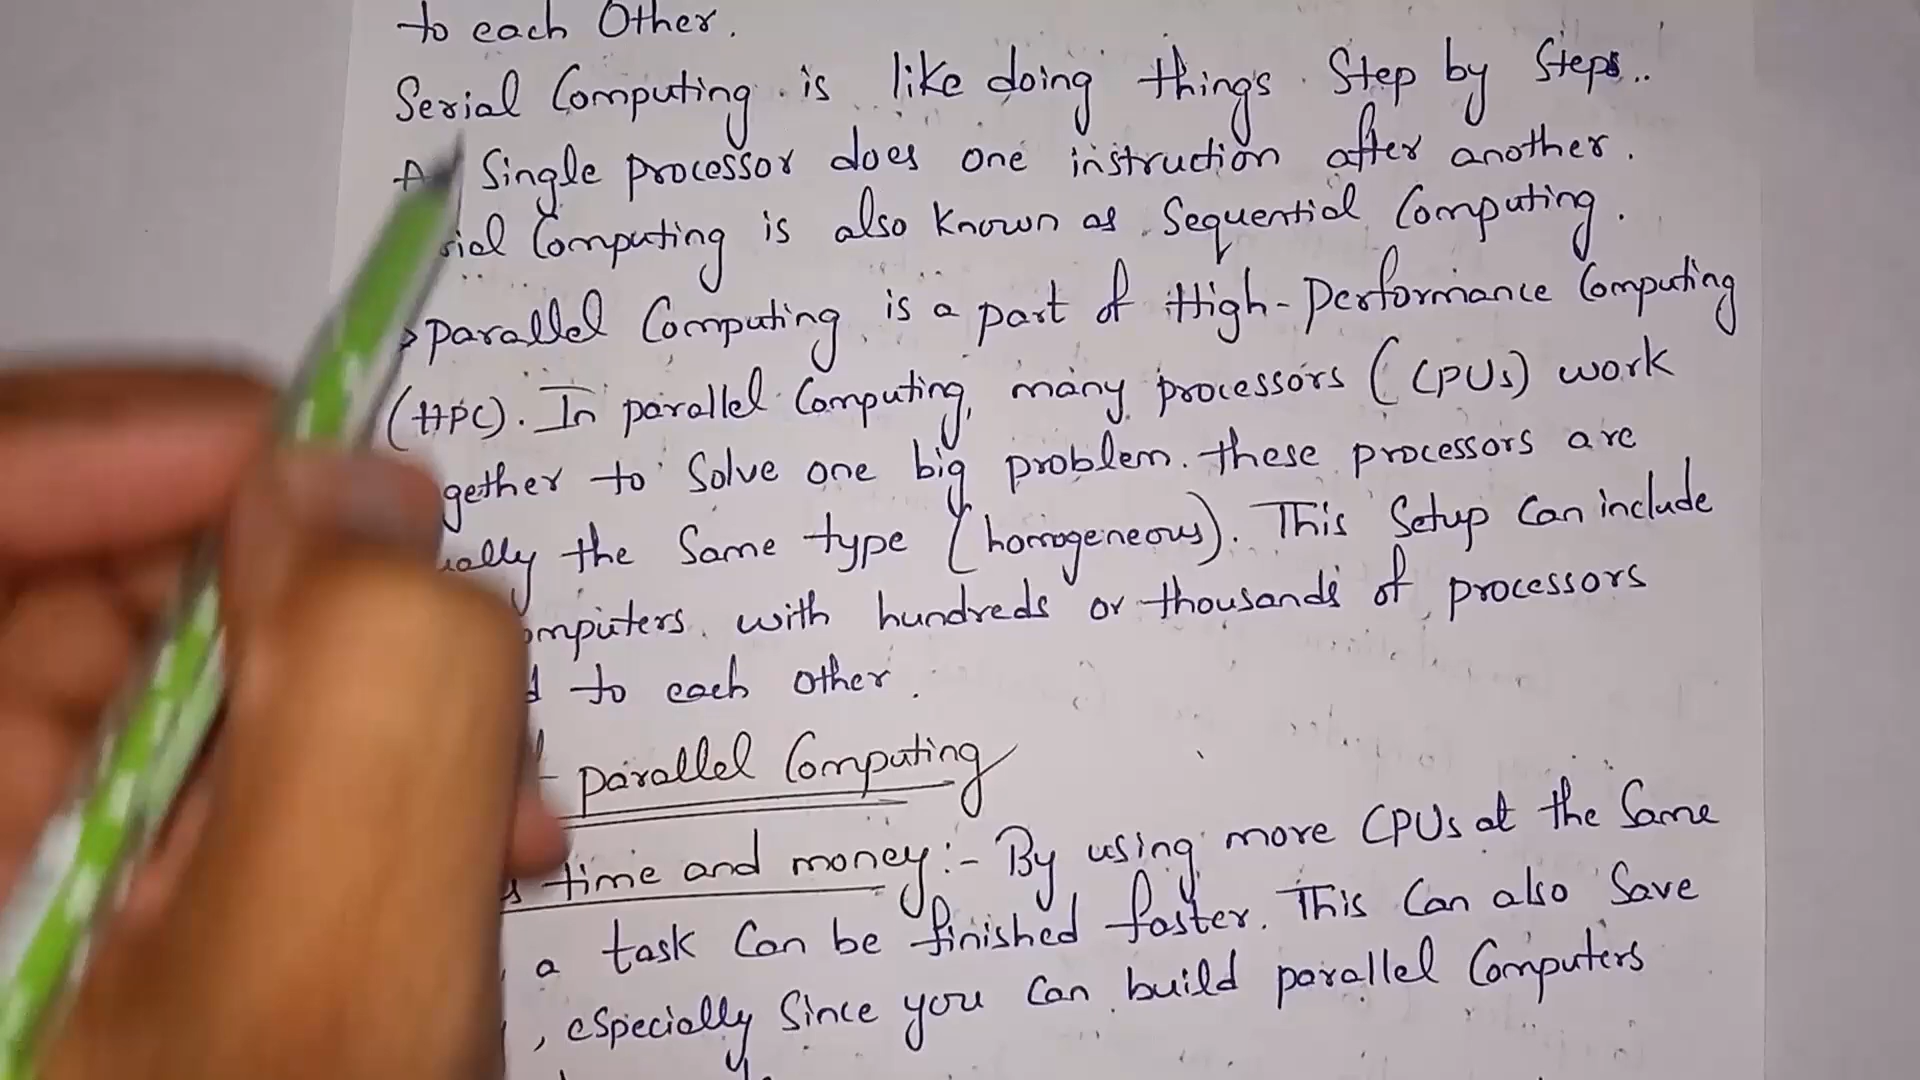 to each Other.
Serial Computing is like doing things Step by Steps..
A Single processor does one instruction after another.
Computing is also known as Sequential Computing.
> parallel Computing is a part of High-Performance Computing
(HPC). In parallel Computing, many processors (CPUs) work
to Solve one big problem. these processors are
the Same type (homogeneous). This Setup Can include
with hundreds or thousands of processors
to each other.
parallel Computing
time and money:- By using more CPUs at the Same
a task Can be finished faster. This Can also Save
, especially Since you Can build parallel Computers